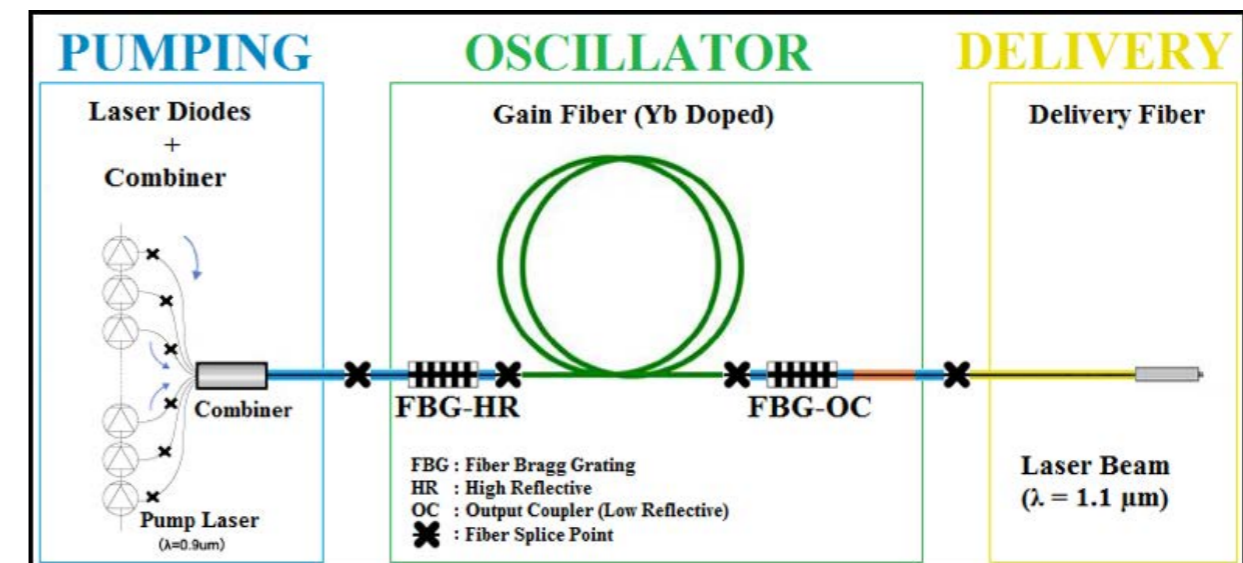 PUMPING
Laser Diodes
+
Combiner
Combiner
Pump Laser
(λ=0.9um)
OSCILLATOR
Gain Fiber (Yb Doped)
FBG-HR
FBG-OC
FBG : Fiber Bragg Grating
HR : High Reflective
OC : Output Coupler (Low Reflective)
: Fiber Splice Point
DELIVERY
Delivery Fiber
Laser Beam
(λ = 1.1 μm)